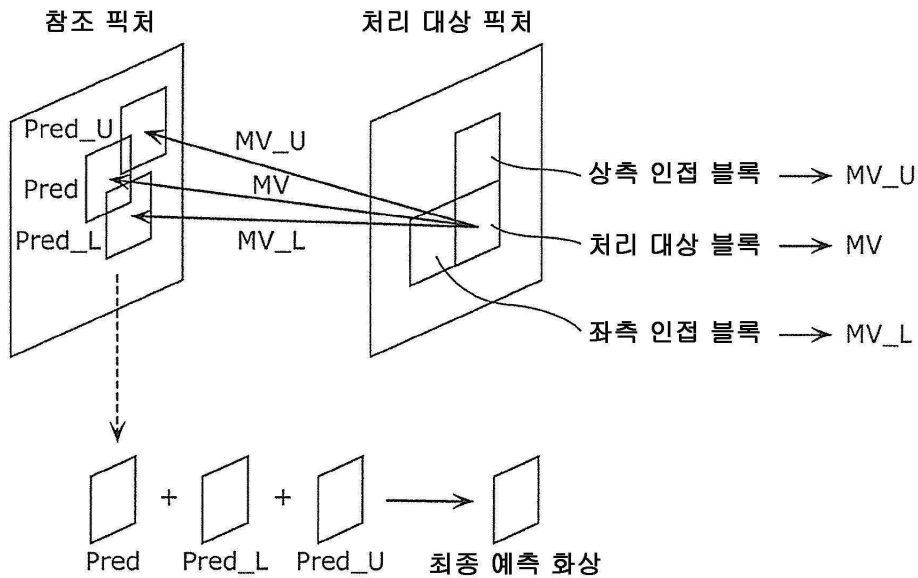 참조 픽처
처리 대상 픽처
Pred_U
MV_U
Pred
MV
Pred_L
MV_L
상측 인접 블록 → MV_U
처리 대상 블록 → MV
좌측 인접 블록 → MV_L
Pred + Pred_L + Pred_U → 최종 예측 화상